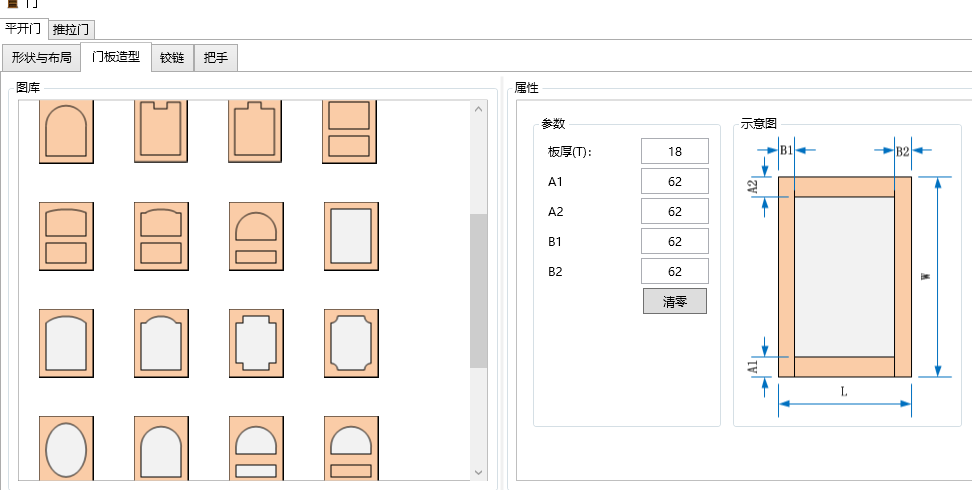 门
平开门 推拉门
形状与布局 门板造型 铰链 把手
图库
属性
参数
板厚(T): 18
A1 62
A2 62
B1 62
B2 62
清零
示意图
B1 B2
A2
W
A1
L